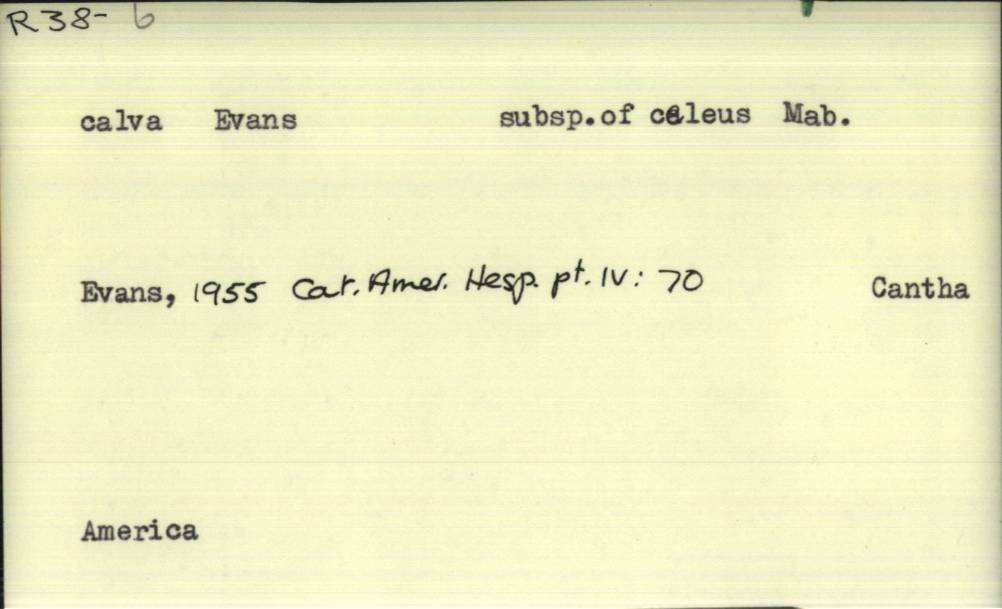 R38- 6
calva Evans subsp.of celeus Mab.
Evans, 1955 Cat. Amer. Hesp. pt. IV: 70 Cantha
America